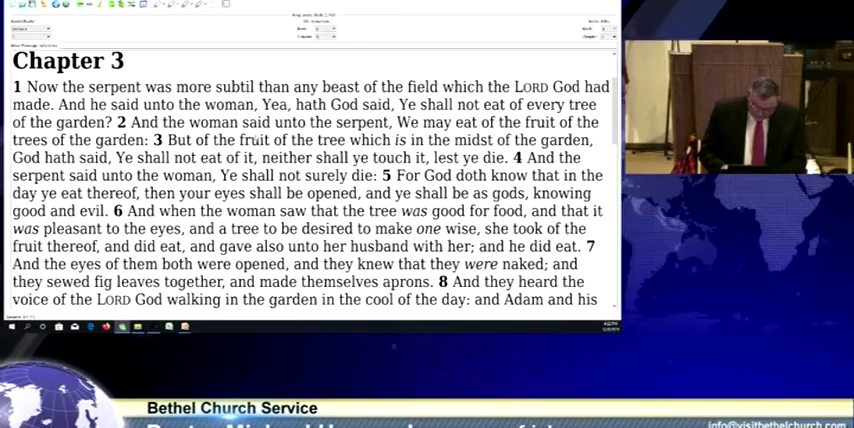 Chapter 3
1 Now the serpent was more subtil than any beast of the field which the LORD God had
made. And he said unto the woman, Yea, hath God said, Ye shall not eat of every tree
of the garden? 2 And the woman said unto the serpent, We may eat of the fruit of the
trees of the garden: 3 But of the fruit of the tree which is in the midst of the garden,
God hath said, Ye shall not eat of it, neither shall ye touch it, lest ye die. 4 And the
serpent said unto the woman, Ye shall not surely die: 5 For God doth know that in the
day ye eat thereof, then your eyes shall be opened, and ye shall be as gods, knowing
good and evil. 6 And when the woman saw that the tree was good for food, and that it
was pleasant to the eyes, and a tree to be desired to make one wise, she took of the
fruit thereof, and did eat, and gave also unto her husband with her; and he did eat. 7
And the eyes of them both were opened, and they knew that they were naked; and
they sewed fig leaves together, and made themselves aprons. 8 And they heard the
voice of the LORD God walking in the garden in the cool of the day: and Adam and his
Bethel Church Service
info@visitbethelchurch.com